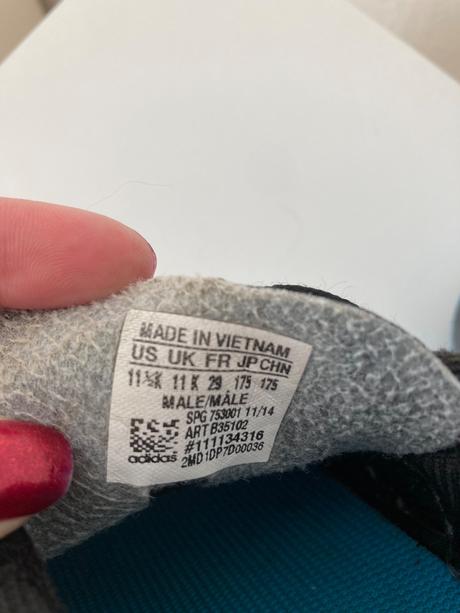 MADE IN VIETNAM
US UK FR JP CHN
11½K 11 K 29 175 175
MALE/MÂLE
SPG 753001 11/14
ART B35102
#111134316
adidas 2MD1DP7D00036